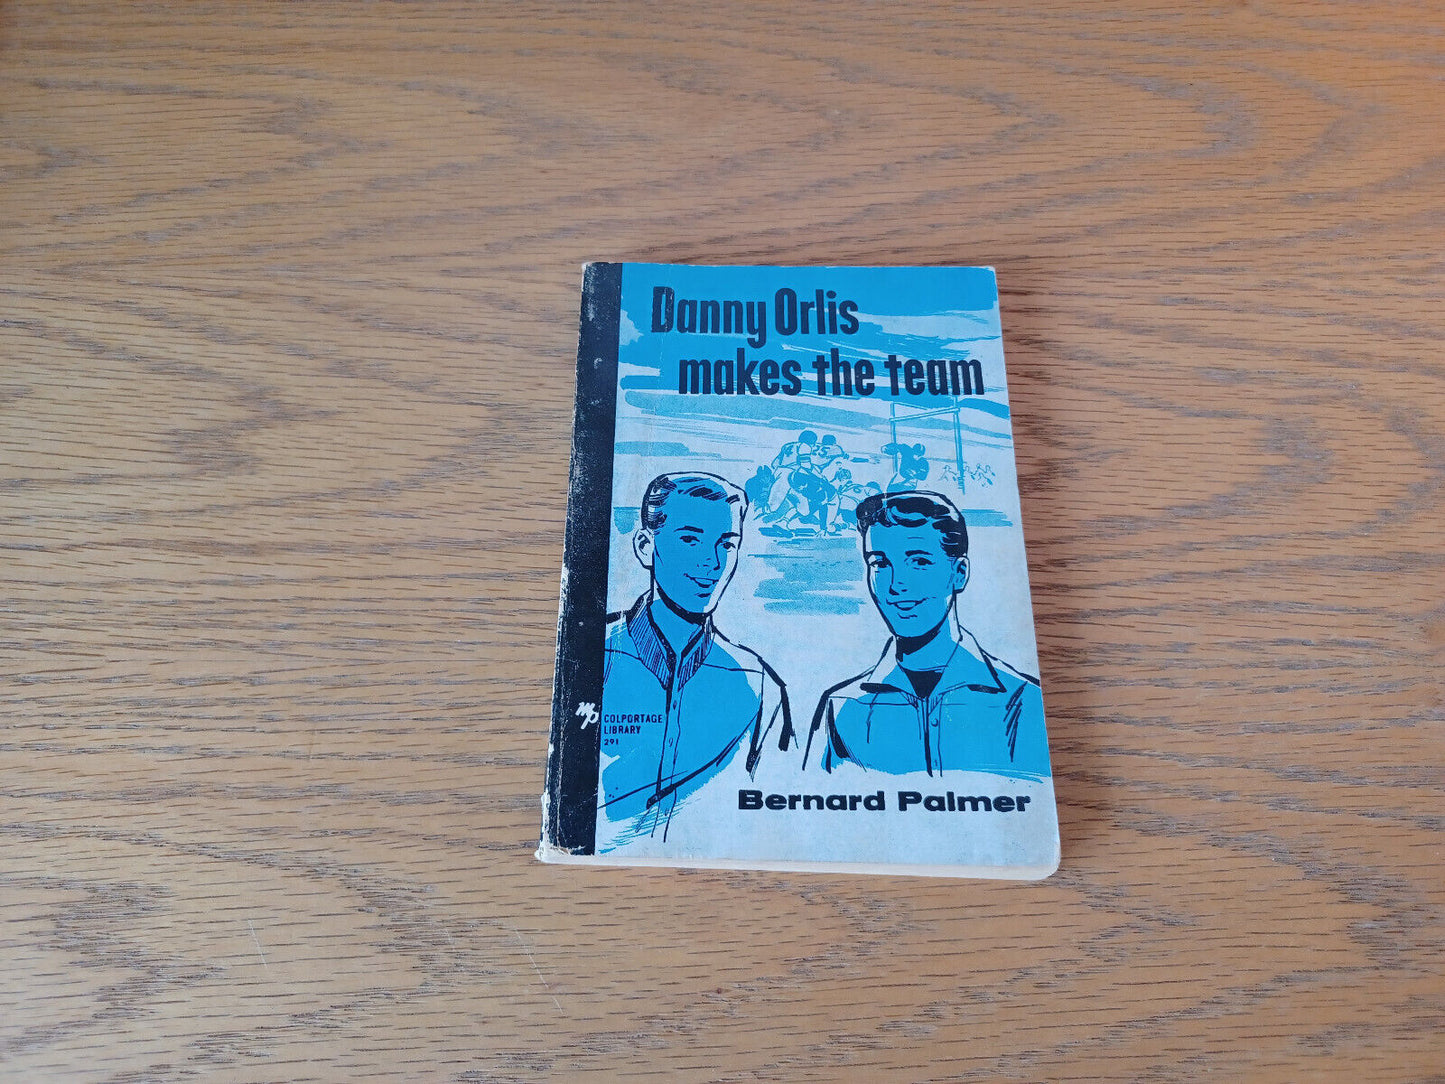 Danny Orlis
makes the team
MP
COLPORTAGE
LIBRARY
291
Bernard Palmer